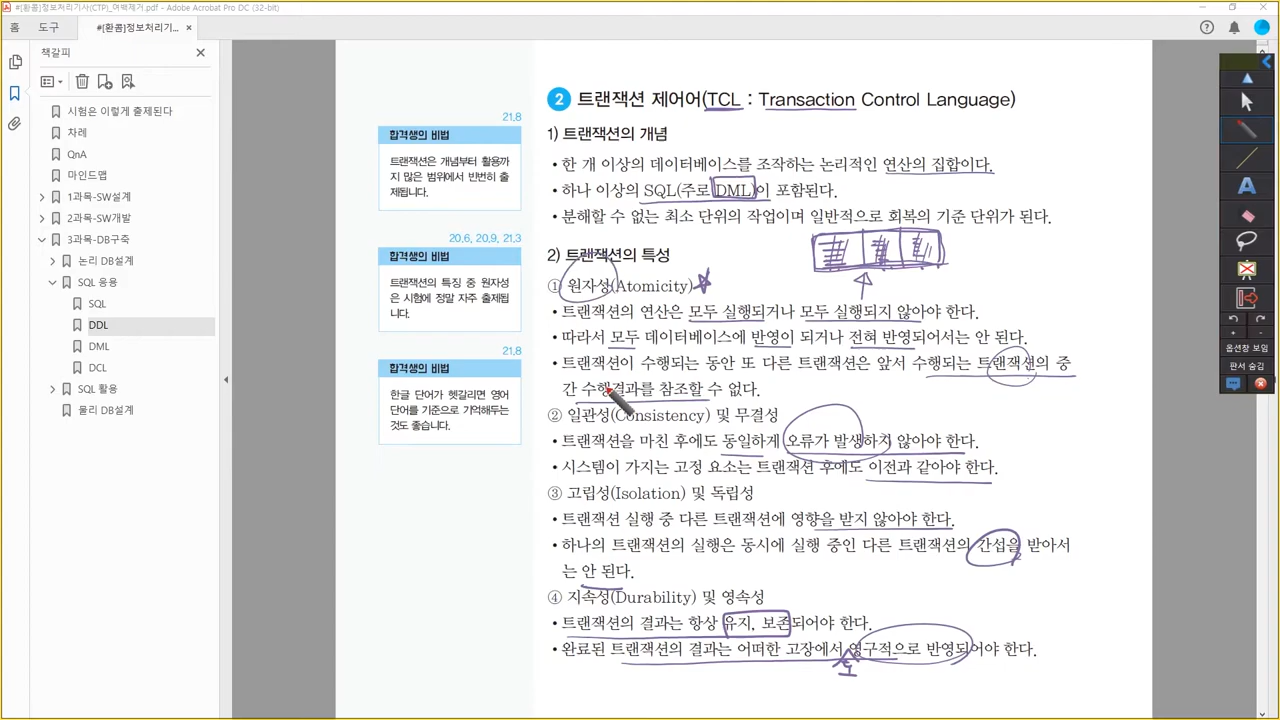 #[환콤]정보처리기사(CTP)_여백제거.pdf - Adobe Acrobat Pro DC (32-bit)
홈
도구
#[환콤]정보처리기... ×
책갈피
시험은 이렇게 출제된다
차례
QnA
마인드맵
1과목-SW설계
2과목-SW개발
3과목-DB구축
논리 DB설계
SQL 응용
SQL
DDL
DML
DCL
SQL 활용
물리 DB설계
21.8
합격생의 비법
트랜잭션은 개념부터 활용까
지 많은 범위에서 빈번히 출
제됩니다.
20.6, 20.9, 21.3
합격생의 비법
트랜잭션의 특징 중 원자성
은 시험에 정말 자주 출제됩
니다.
21.8
합격생의 비법
한글 단어가 헷갈리면 영어
단어를 기준으로 기억해두는
것도 좋습니다.
2 트랜잭션 제어어(TCL : Transaction Control Language)
1) 트랜잭션의 개념
• 한 개 이상의 데이터베이스를 조작하는 논리적인 연산의 집합이다.
• 하나 이상의 SQL(주로 DML)이 포함된다.
• 분해할 수 없는 최소 단위의 작업이며 일반적으로 회복의 기준 단위가 된다.
2) 트랜잭션의 특성
① 원자성(Atomicity)
• 트랜잭션의 연산은 모두 실행되거나 모두 실행되지 않아야 한다.
• 따라서 모두 데이터베이스에 반영이 되거나 전혀 반영되어서는 안 된다.
• 트랜잭션이 수행되는 동안 또 다른 트랜잭션은 앞서 수행되는 트랜잭션의 중
간 수행결과를 참조할 수 없다.
② 일관성(Consistency) 및 무결성
• 트랜잭션을 마친 후에도 동일하게 오류가 발생하지 않아야 한다.
• 시스템이 가지는 고정 요소는 트랜잭션 후에도 이전과 같아야 한다.
③ 고립성(Isolation) 및 독립성
• 트랜잭션 실행 중 다른 트랜잭션에 영향을 받지 않아야 한다.
• 하나의 트랜잭션의 실행은 동시에 실행 중인 다른 트랜잭션의 간섭을 받아서
는 안 된다.
④ 지속성(Durability) 및 영속성
• 트랜잭션의 결과는 항상 유지, 보존되어야 한다.
• 완료된 트랜잭션의 결과는 어떠한 고장에서 영구적으로 반영되어야 한다.
도
A
옵션창 보임
판서 숨김